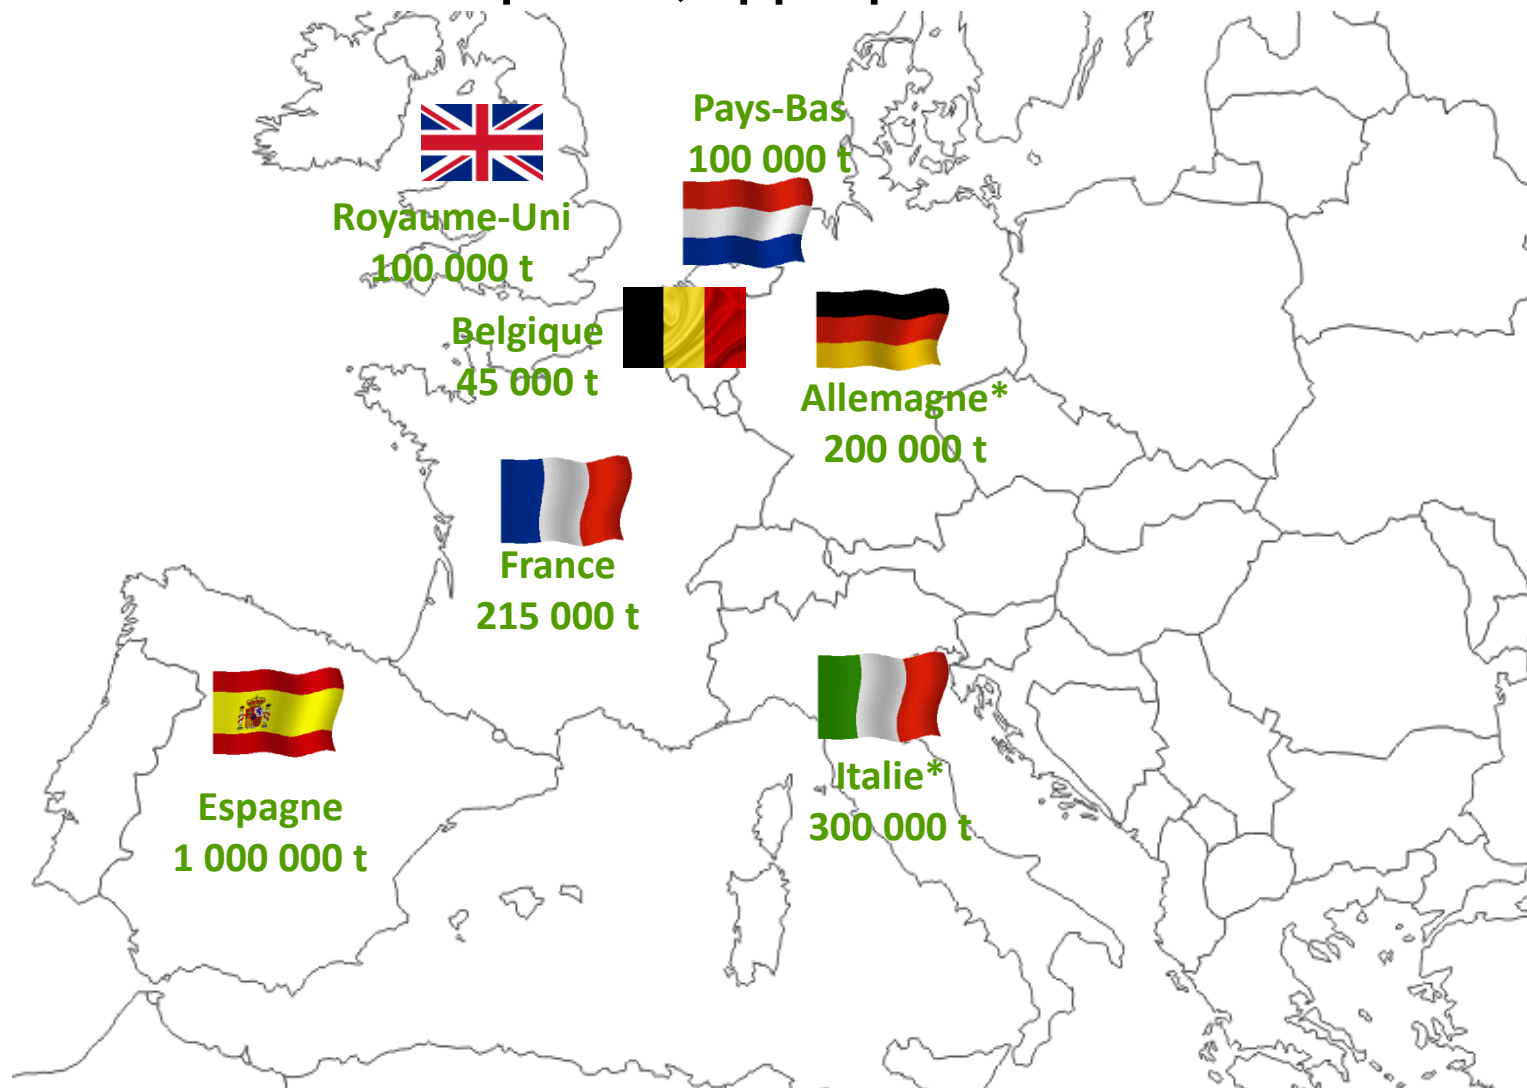 Pays-Bas
100 000 t
Royaume-Uni
100 000 t
Belgique
45 000 t
Allemagne*
200 000 t
France
215 000 t
Italie*
300 000 t
Espagne
1 000 000 t